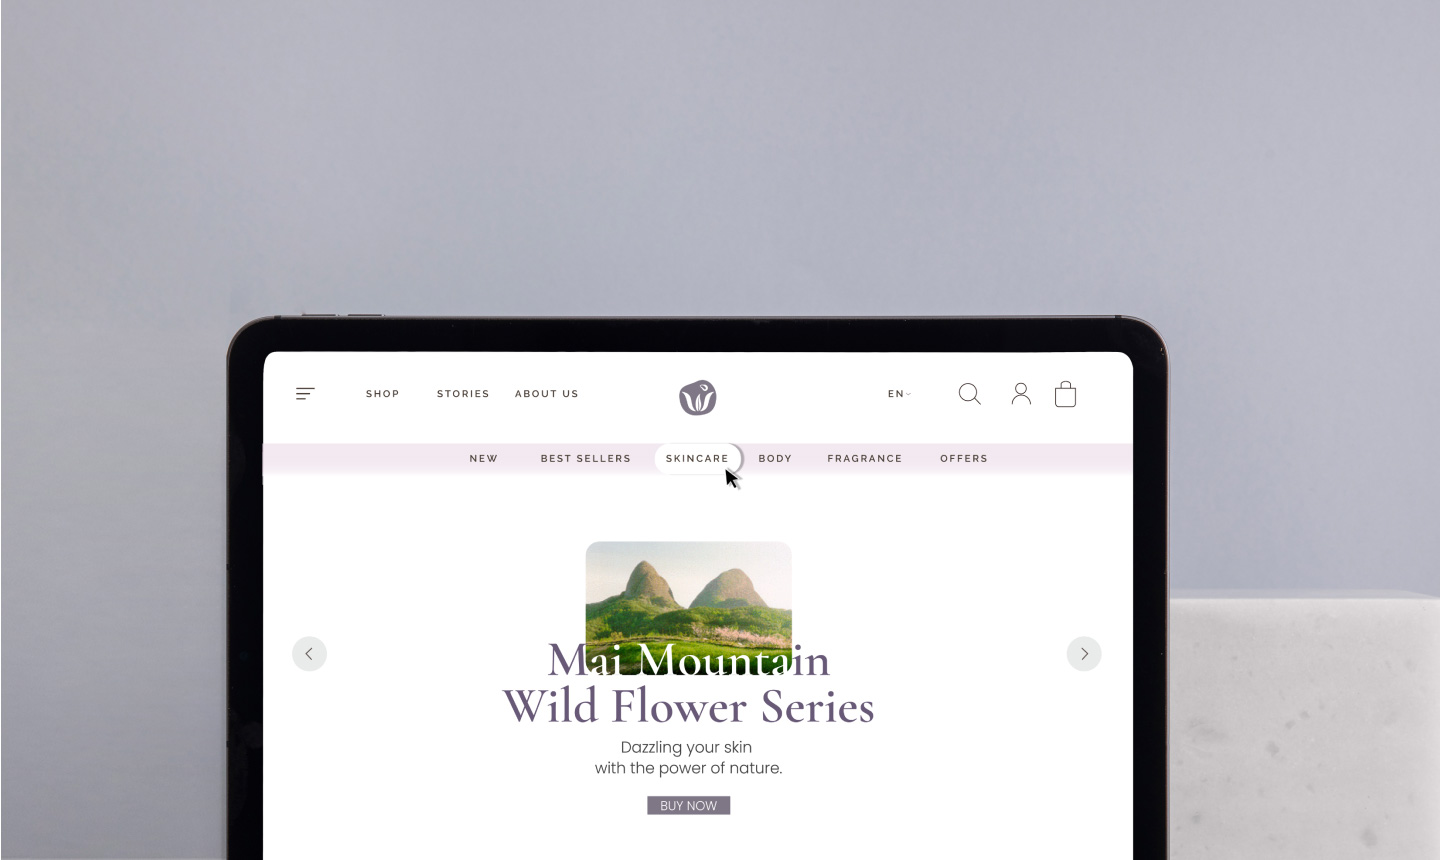 SHOP STORIES ABOUT US EN
NEW BEST SELLERS SKINCARE BODY FRAGRANCE OFFERS
Mai Mountain
Wild Flower Series
Dazzling your skin
with the power of nature.
BUY NOW